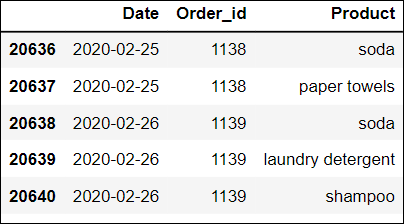 Date Order_id Product
20636 2020-02-25 1138 soda
20637 2020-02-25 1138 paper towels
20638 2020-02-26 1139 soda
20639 2020-02-26 1139 laundry detergent
20640 2020-02-26 1139 shampoo